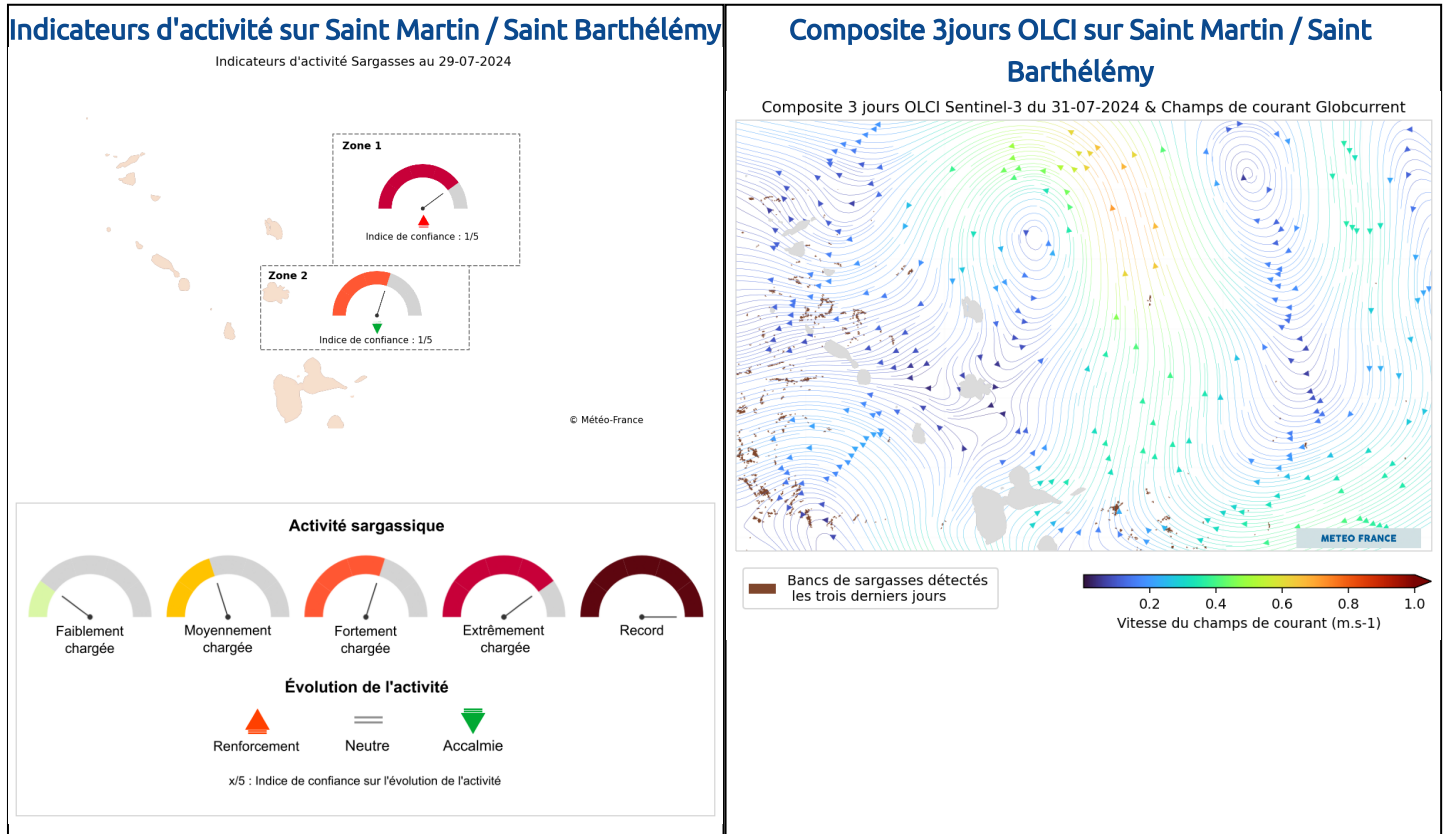 Indicateurs d'activité sur Saint Martin / Saint Barthélémy
Indicateurs d'activité Sargasses au 29-07-2024
Zone 1
Indice de confiance : 1/5
Zone 2
Indice de confiance : 1/5
© Météo-France
Activité sargassique
Faiblement
chargée
Moyennement
chargée
Fortement
chargée
Extrêmement
chargée
Record
Évolution de l'activité
Renforcement
Neutre
Accalmie
x/5 : Indice de confiance sur l'évolution de l'activité
Composite 3jours OLCI sur Saint Martin / Saint
Barthélémy
Composite 3 jours OLCI Sentinel-3 du 31-07-2024 & Champs de courant Globcurrent
METEO FRANCE
Bancs de sargasses détectés
les trois derniers jours
0.2 0.4 0.6 0.8 1.0
Vitesse du champs de courant (m.s-1)